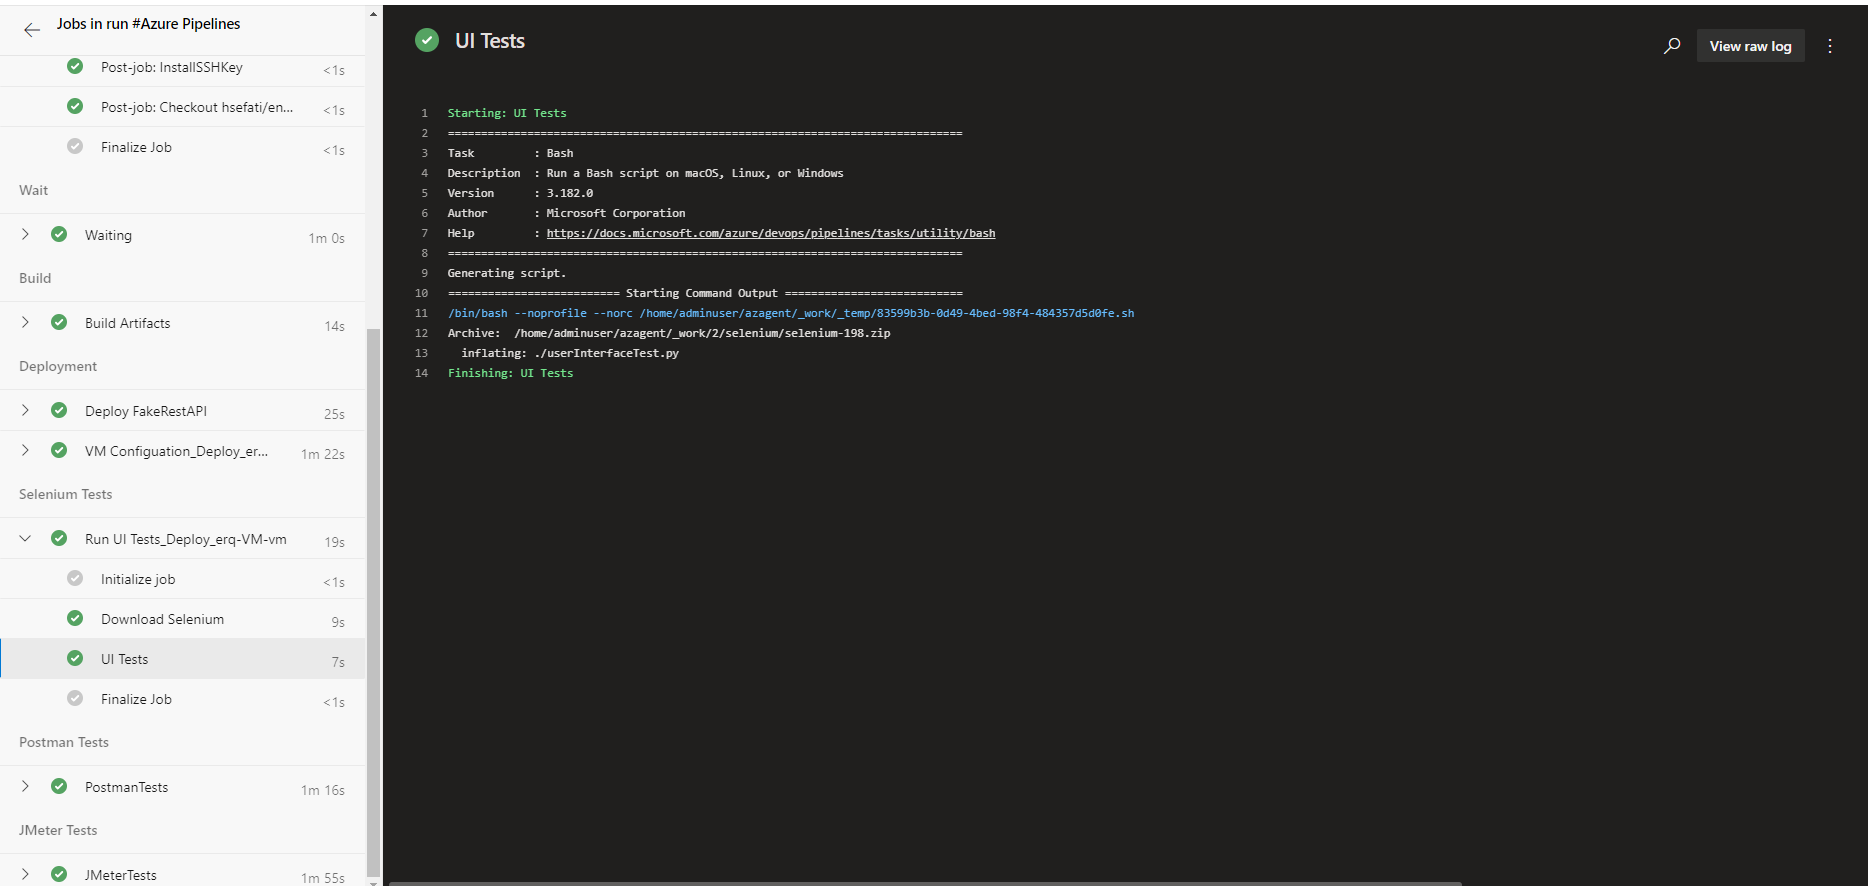 Jobs in run #Azure Pipelines
Post-job: InstallSSHKey <1s
Post-job: Checkout hsefati/en... <1s
Finalize Job <1s
Wait
Waiting 1m 0s
Build
Build Artifacts 14s
Deployment
Deploy FakeRestAPI 25s
VM Configuation_Deploy_er... 1m 22s
Selenium Tests
Run UI Tests_Deploy_erq-VM-vm 19s
Initialize job <1s
Download Selenium 9s
UI Tests 7s
Finalize Job <1s
Postman Tests
PostmanTests 1m 16s
JMeter Tests
JMeterTests 1m 55s
UI Tests
View raw log
1 Starting: UI Tests
2 ==============================================================================
3 Task         : Bash
4 Description  : Run a Bash script on macOS, Linux, or Windows
5 Version      : 3.182.0
6 Author       : Microsoft Corporation
7 Help         : https://docs.microsoft.com/azure/devops/pipelines/tasks/utility/bash
8 ==============================================================================
9 Generating script.
10 ========================== Starting Command Output ===========================
11 /bin/bash --noprofile --norc /home/adminuser/azagent/_work/_temp/83599b3b-0d49-4bed-98f4-484357d5d0fe.sh
12 Archive:  /home/adminuser/azagent/_work/2/selenium/selenium-198.zip
13   inflating: ./userInterfaceTest.py
14 Finishing: UI Tests